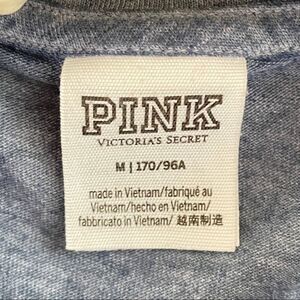 PINK
VICTORIA'S SECRET
M | 170/96A
made in Vietnam/fabriqué au
Vietnam/hecho en Vietnam/
fabbricato in Vietnam/ 越南制造